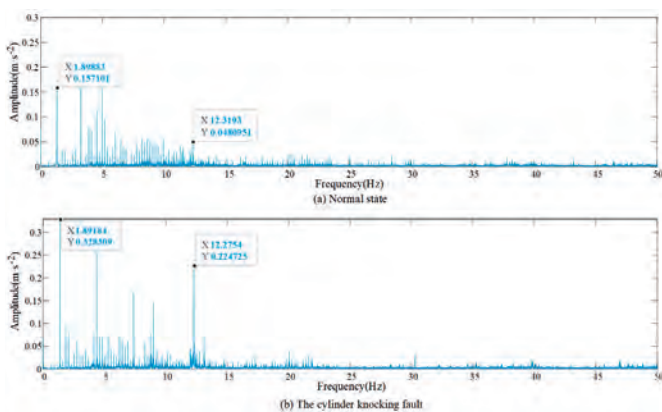 0.3
0.25
0.2
0.15
0.1
0.05
0
Amplitude(m·s⁻²)
X 1.89883
Y 0.157101
X 12.3193
Y 0.0480951
0 5 10 15 20 25 30 35 40 45 50
Frequency(Hz)
(a) Normal state
0.3
0.25
0.2
0.15
0.1
0.05
0
Amplitude(m·s⁻²)
X 1.89184
Y 0.328309
X 12.2754
Y 0.224725
0 5 10 15 20 25 30 35 40 45 50
Frequency(Hz)
(b) The cylinder knocking fault